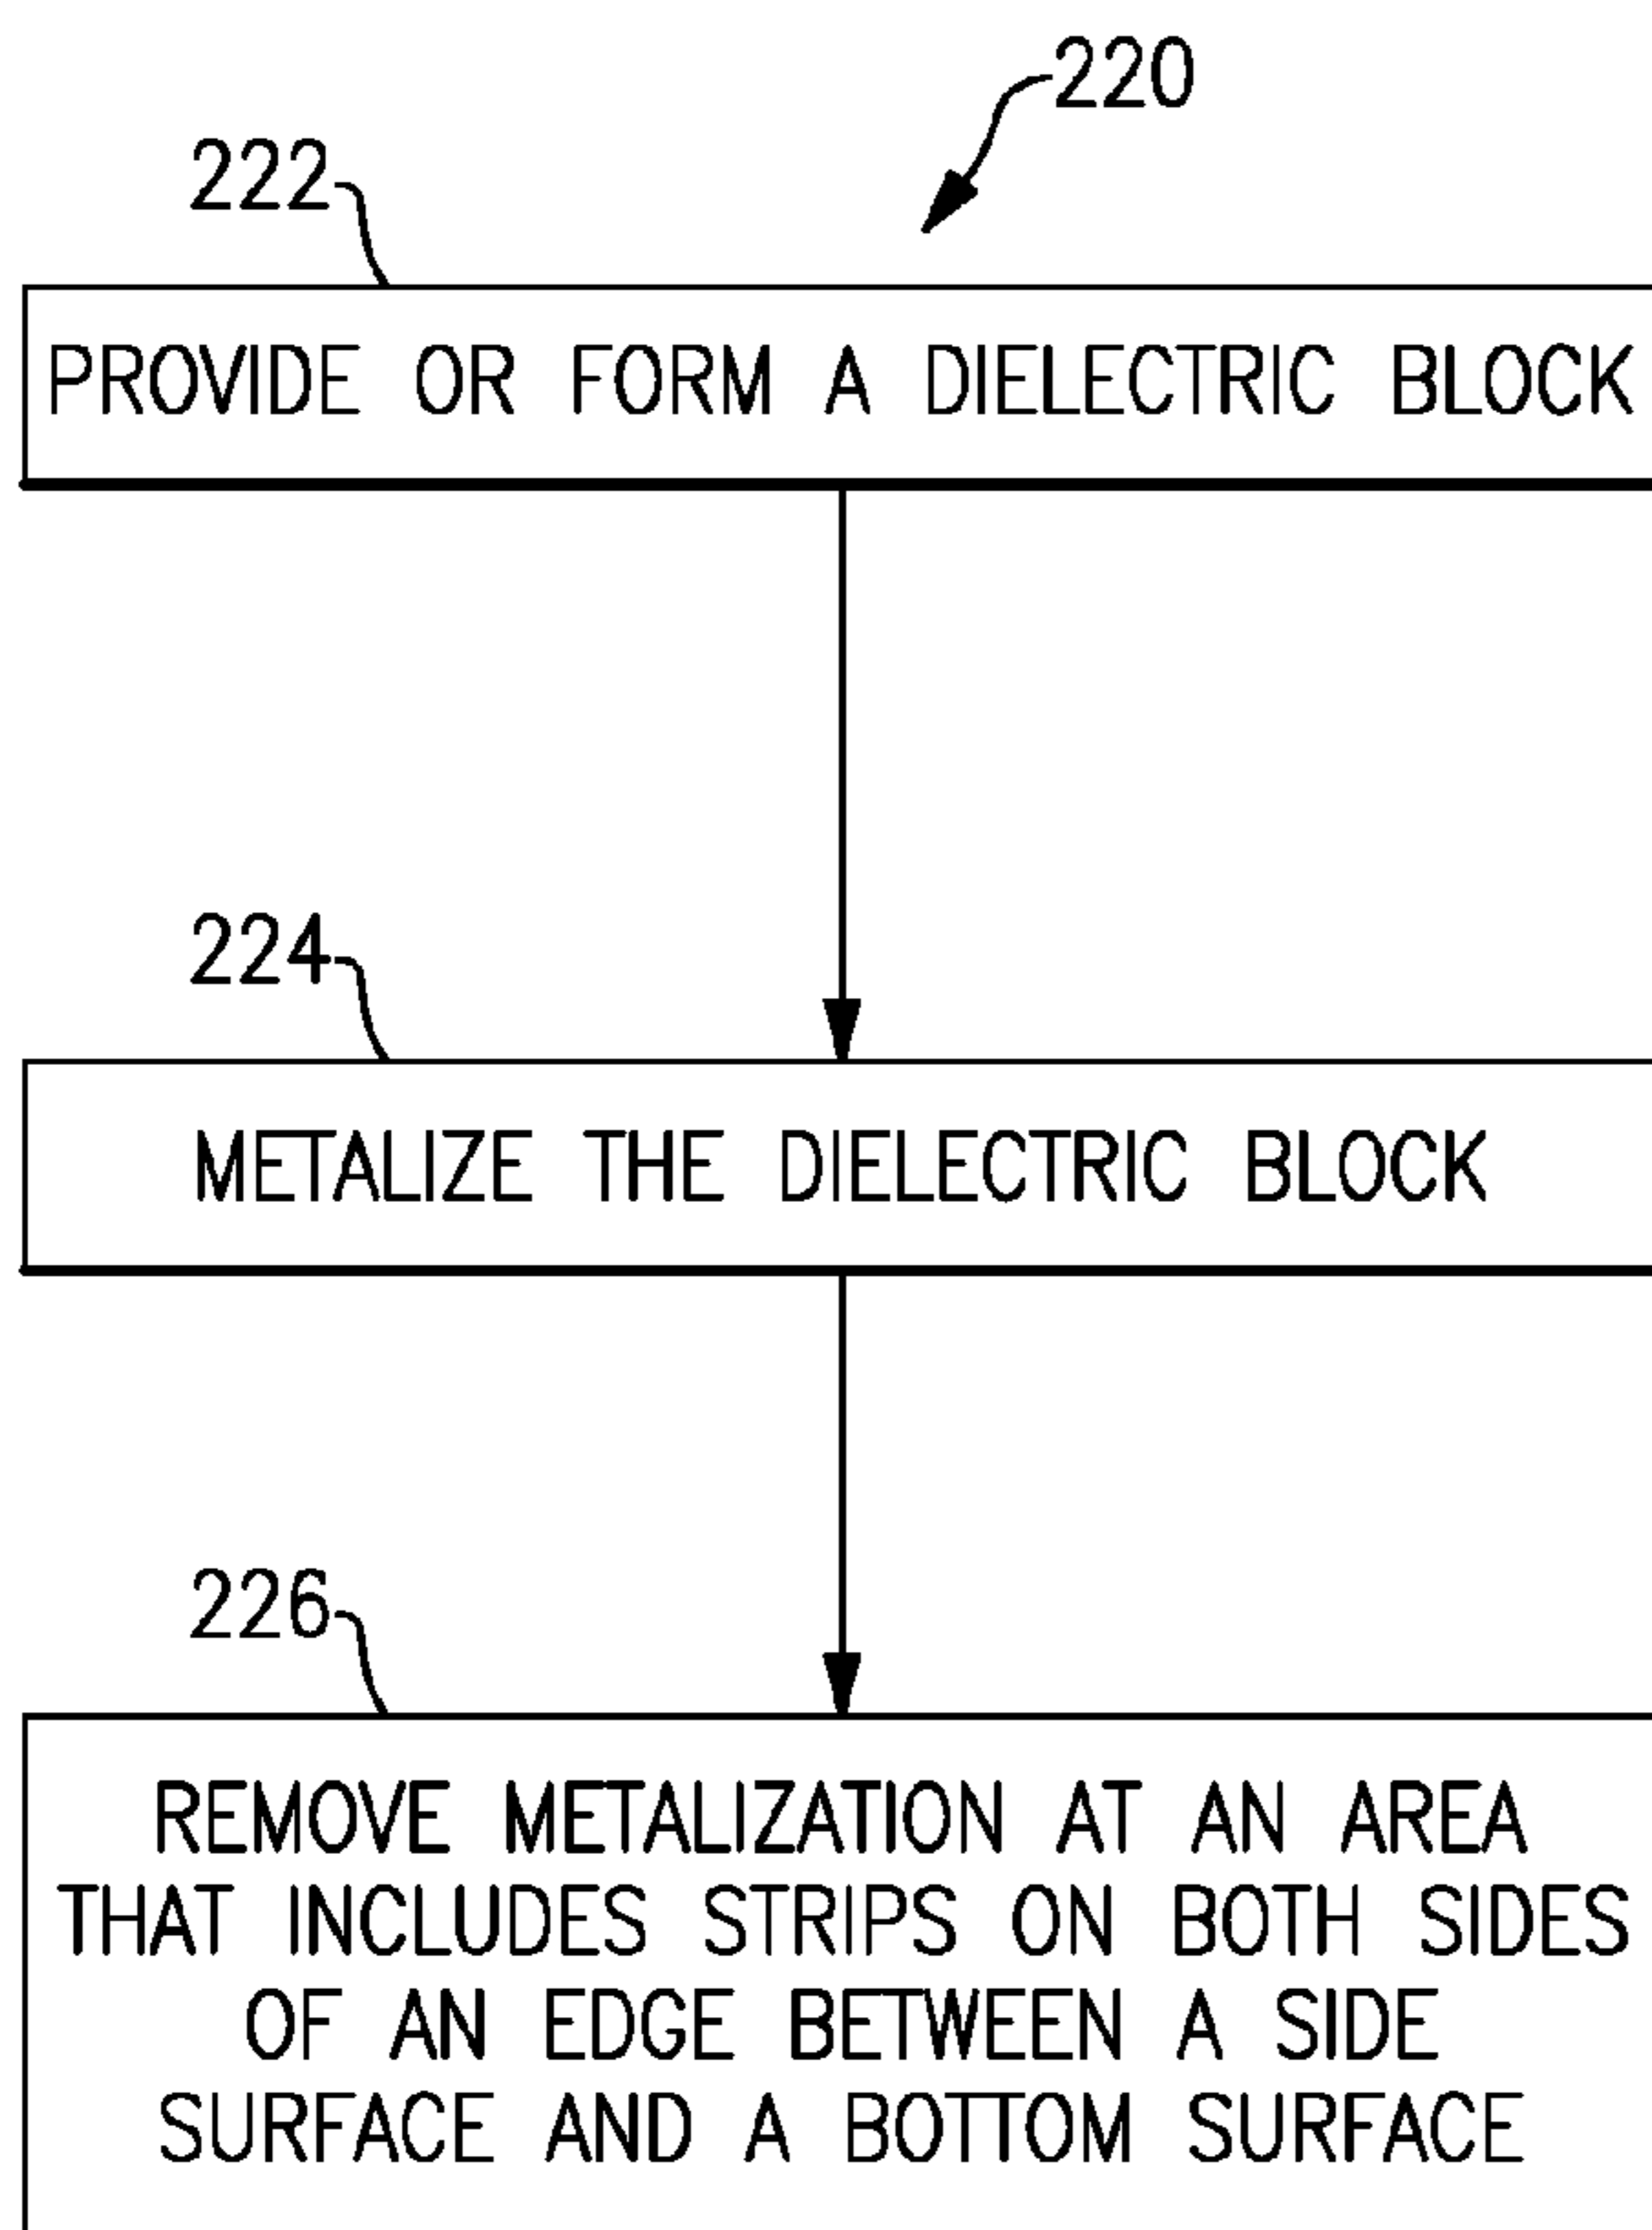 220
222
PROVIDE OR FORM A DIELECTRIC BLOCK
224
METALIZE THE DIELECTRIC BLOCK
226
REMOVE METALIZATION AT AN AREA
THAT INCLUDES STRIPS ON BOTH SIDES
OF AN EDGE BETWEEN A SIDE
SURFACE AND A BOTTOM SURFACE